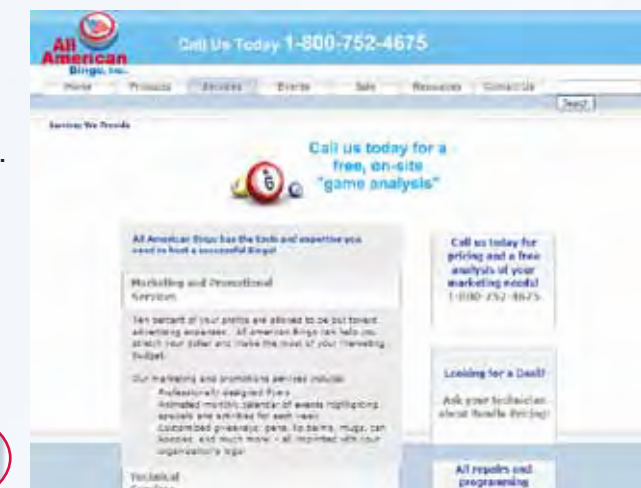 All American
Bingo, Inc.
Call Us Today 1-800-752-4675
Home Products Services Events Sale Resources Contact Us
Search
Services We Provide
Call us today for a
free, on-site
"game analysis"
All American Bingo has the tools and expertise you
need to host a successful Bingo!
Marketing and Promotional
Services
Ten percent of your profits are allowed to be put toward
advertising expenses. All American Bingo can help you
stretch your dollar and make the most of your marketing
budget.
Our marketing and promotions services include:
Professionally designed flyers
Animated monthly calendar of events highlighting
specials and activities for each week
Customized giveaways: pens, lip balms, mugs, can
koozies, and much more - all imprinted with your
organization's logo
Technical
Services
Call us today for
pricing and a free
analysis of your
marketing needs!
1-800-752-4675
Looking for a Deal?
Ask your technician
about Bundle Pricing!
All repairs and
programming